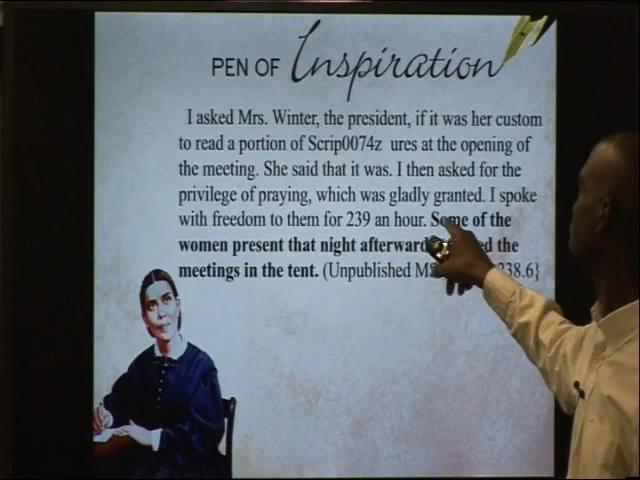 PEN OF Inspiration
I asked Mrs. Winter, the president, if it was her custom
to read a portion of Scrip0074z ures at the opening of
the meeting. She said that it was. I then asked for the
privilege of praying, which was gladly granted. I spoke
with freedom to them for 239 an hour. Some of the
women present that night afterward the
meetings in the tent. (Unpublished 238.6}